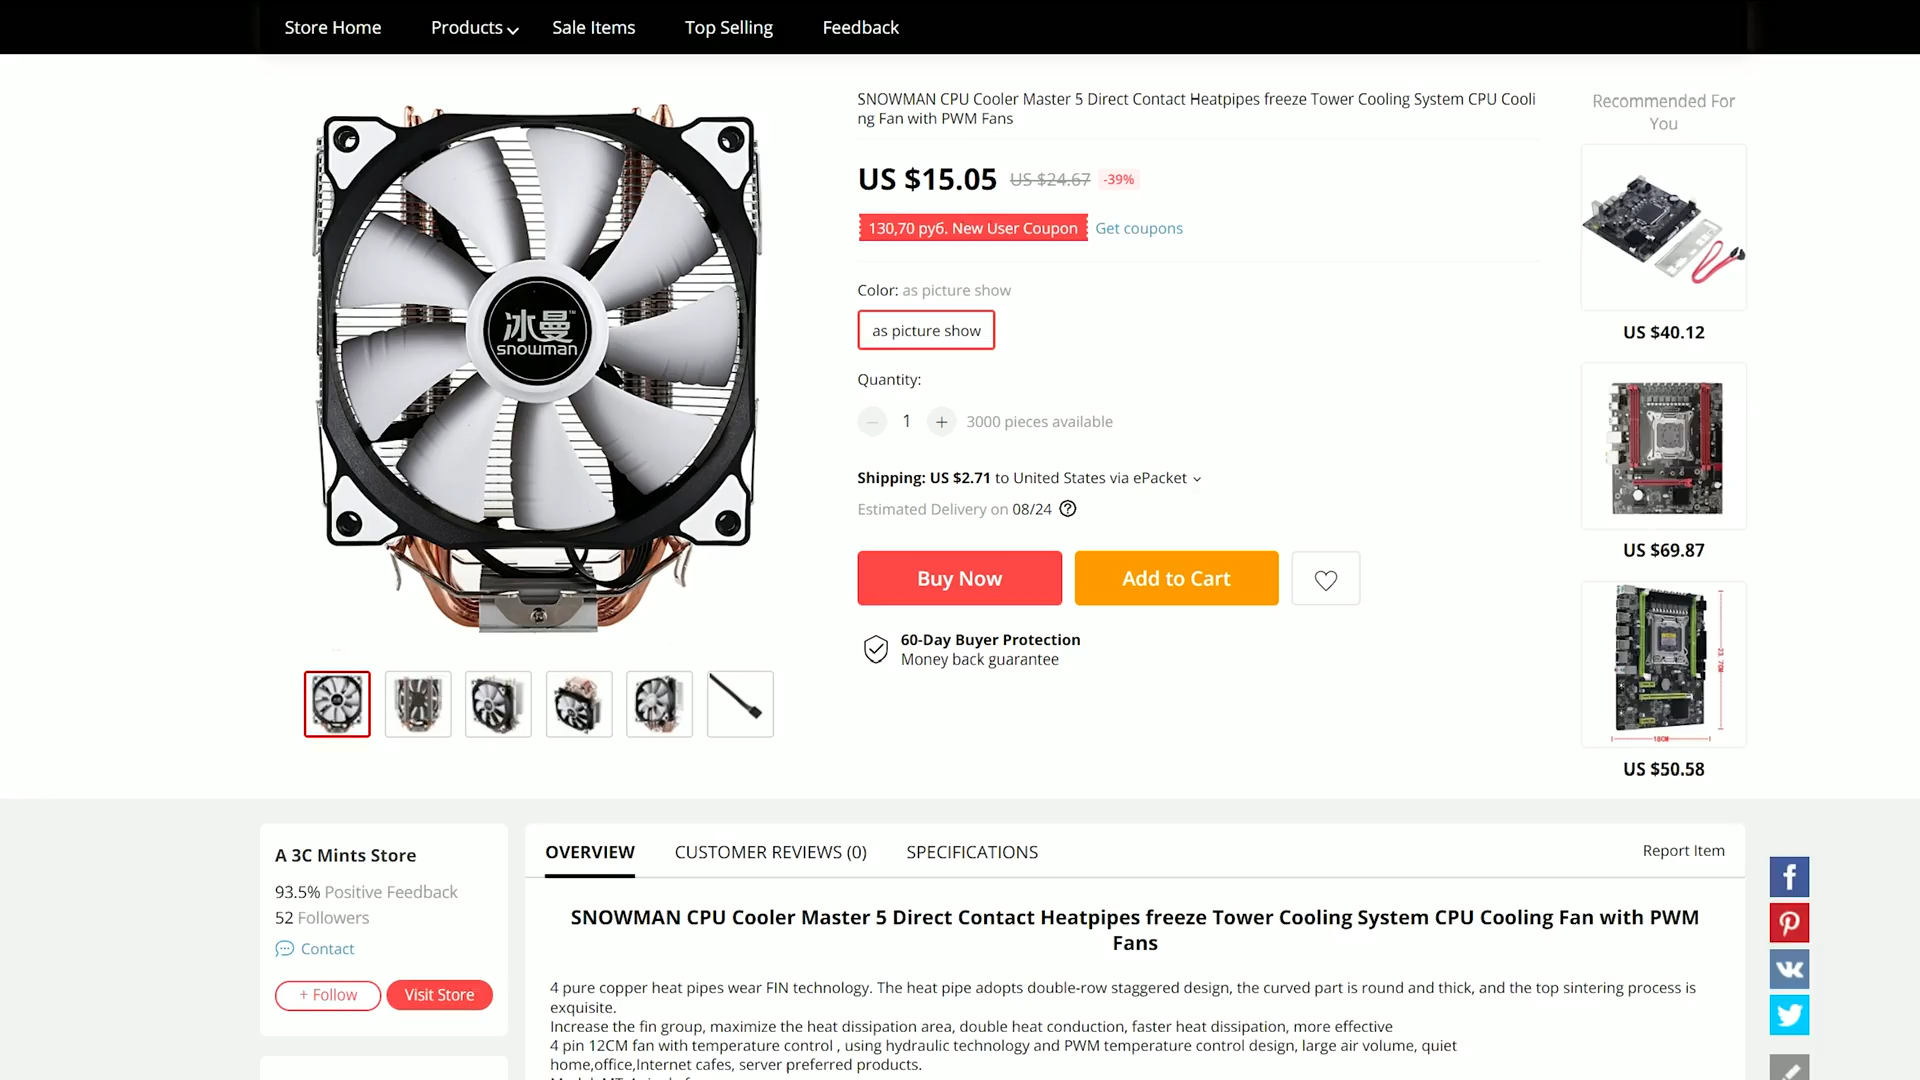 Store Home
Products
Sale Items
Top Selling
Feedback
SNOWMAN CPU Cooler Master 5 Direct Contact Heatpipes freeze Tower Cooling System CPU Cooli
ng Fan with PWM Fans
US $15.05 US $24.67 -39%
130,70 руб. New User Coupon Get coupons
Color: as picture show
as picture show
Quantity:
1 3000 pieces available
Shipping: US $2.71 to United States via ePacket
Estimated Delivery on 08/24
Buy Now
Add to Cart
60-Day Buyer Protection
Money back guarantee
冰曼
snowman
Recommended For
You
US $40.12
US $69.87
18CM
US $50.58
A 3C Mints Store
93.5% Positive Feedback
52 Followers
Contact
+ Follow
Visit Store
OVERVIEW
CUSTOMER REVIEWS (0)
SPECIFICATIONS
Report Item
SNOWMAN CPU Cooler Master 5 Direct Contact Heatpipes freeze Tower Cooling System CPU Cooling Fan with PWM
Fans
4 pure copper heat pipes wear FIN technology. The heat pipe adopts double-row staggered design, the curved part is round and thick, and the top sintering process is
exquisite.
Increase the fin group, maximize the heat dissipation area, double heat conduction, faster heat dissipation, more effective
4 pin 12CM fan with temperature control , using hydraulic technology and PWM temperature control design, large air volume, quiet
home,office,Internet cafes, server preferred products.